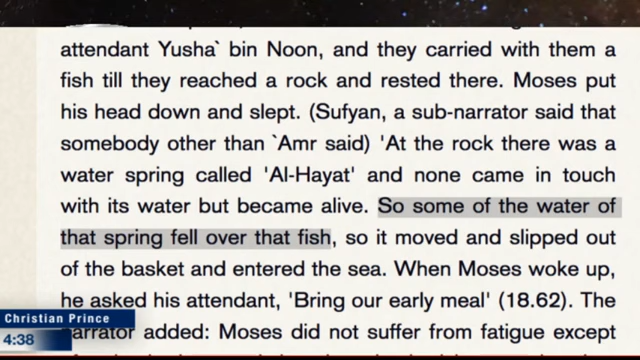 attendant Yusha` bin Noon, and they carried with them a
fish till they reached a rock and rested there. Moses put
his head down and slept. (Sufyan, a sub-narrator said that
somebody other than `Amr said) 'At the rock there was a
water spring called 'Al-Hayat' and none came in touch
with its water but became alive. So some of the water of
that spring fell over that fish, so it moved and slipped out
of the basket and entered the sea. When Moses woke up,
he asked his attendant, 'Bring our early meal' (18.62). The
narrator added: Moses did not suffer from fatigue except
Christian Prince
4:38